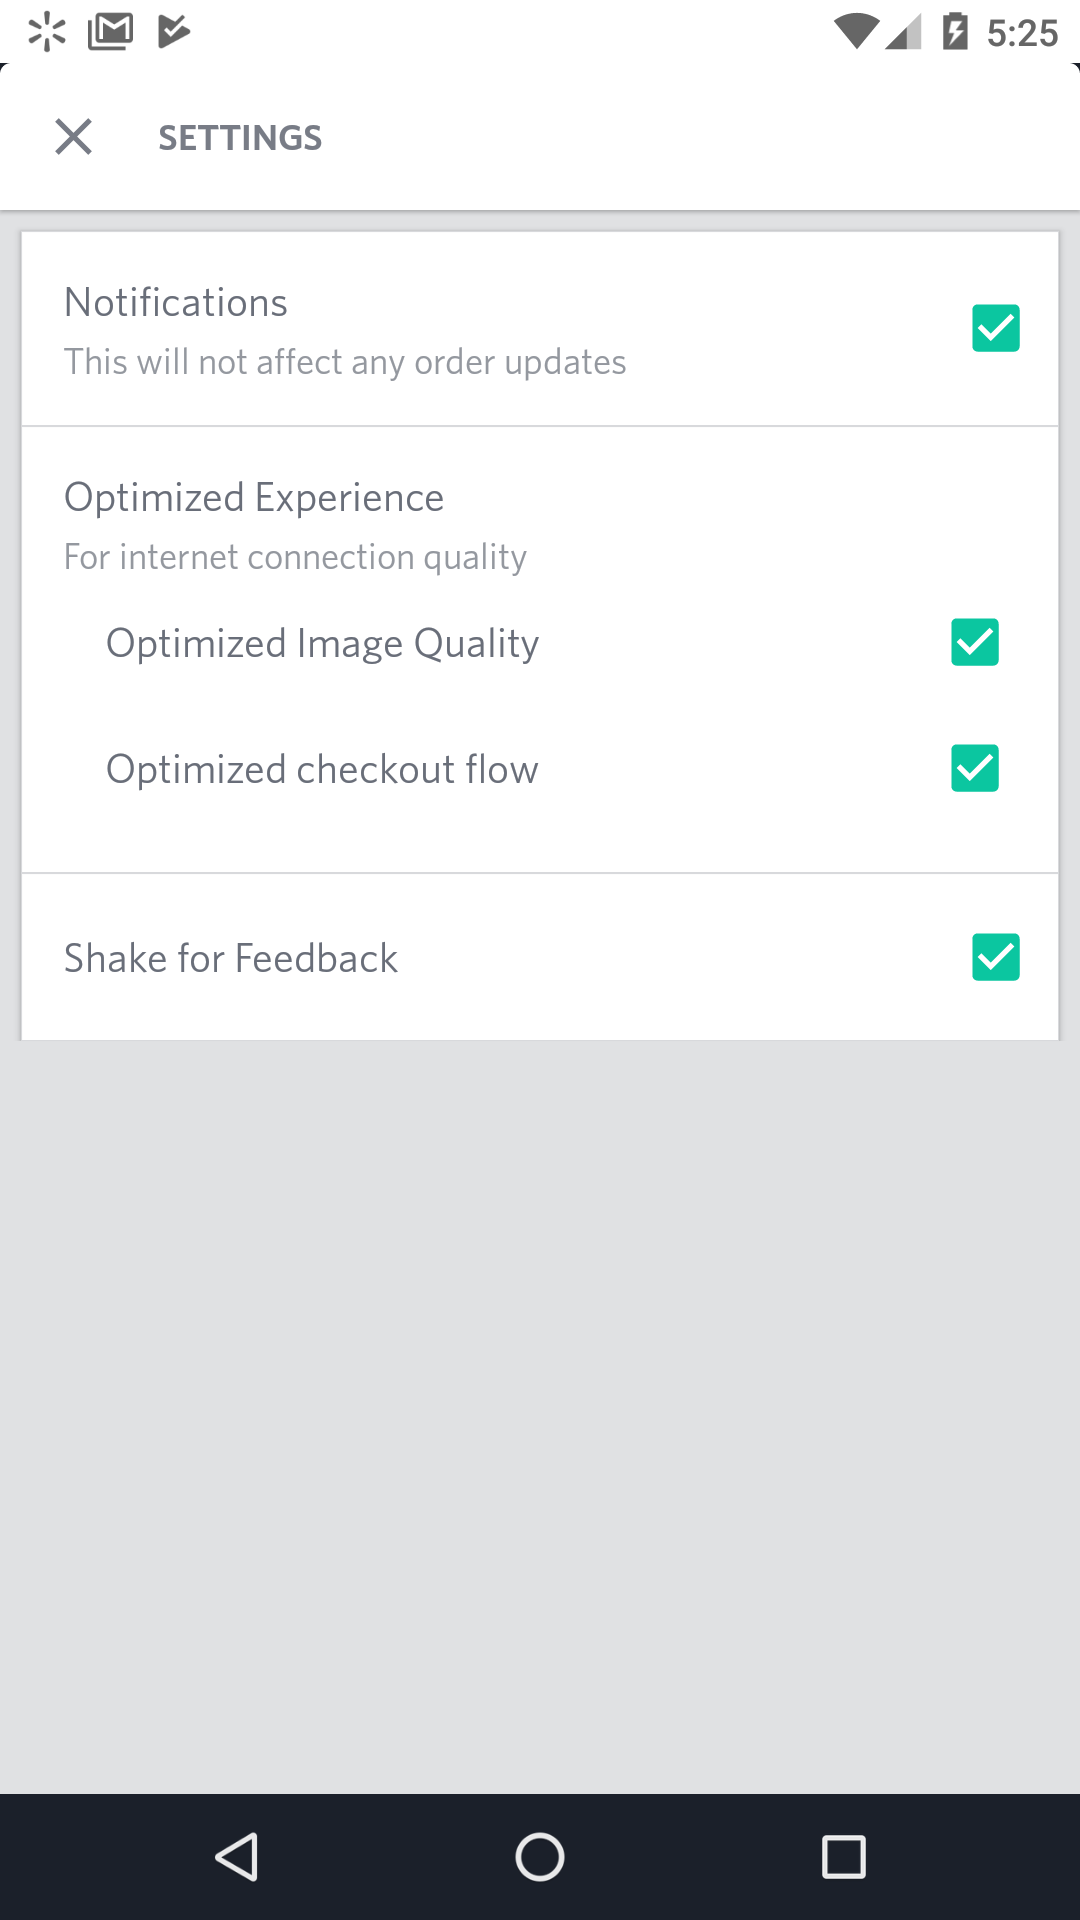 5:25
SETTINGS
Notifications
This will not affect any order updates
Optimized Experience
For internet connection quality
Optimized Image Quality
Optimized checkout flow
Shake for Feedback